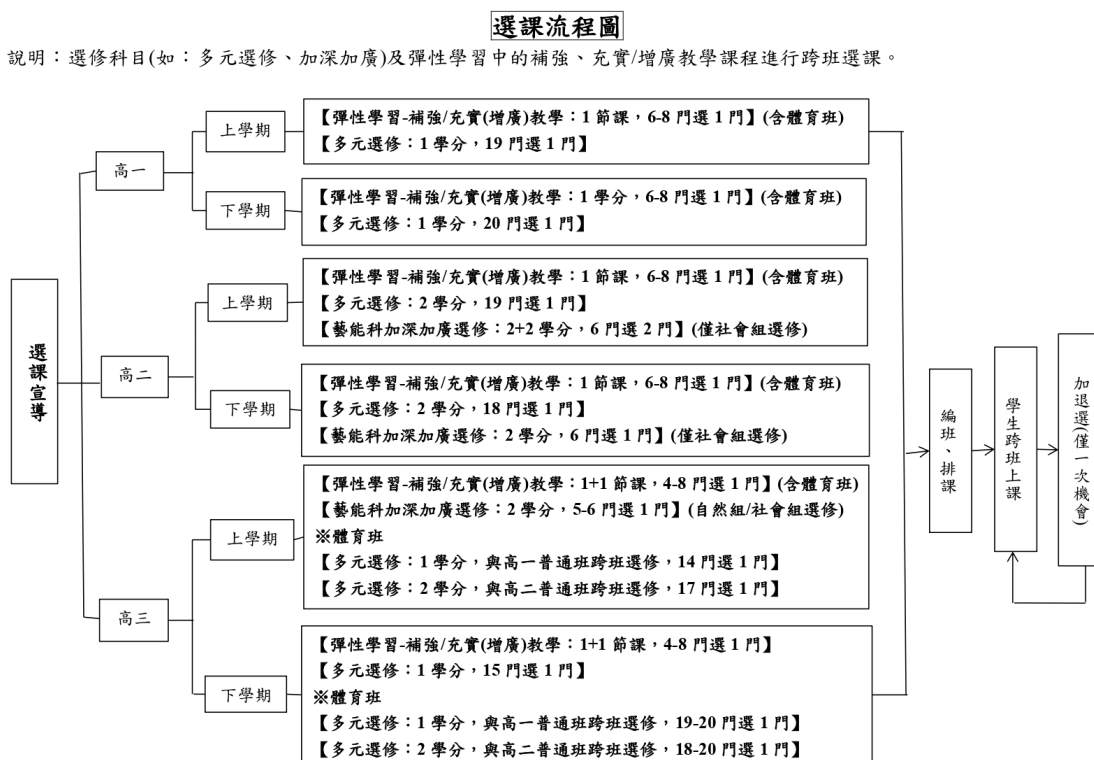 選課流程圖
說明：選修科目(如：多元選修、加深加廣)及彈性學習中的補強、充實/增廣教學課程進行跨班選課。
選課宣導
高一
上學期
【彈性學習-補強/充實(增廣)教學：1 節課，6-8 門選 1 門】(含體育班)
【多元選修：1 學分，19 門選 1 門】
下學期
【彈性學習-補強/充實(增廣)教學：1 學分，6-8 門選 1 門】(含體育班)
【多元選修：1 學分，20 門選 1 門】
高二
上學期
【彈性學習-補強/充實(增廣)教學：1 節課，6-8 門選 1 門】(含體育班)
【多元選修：2 學分，19 門選 1 門】
【藝能科加深加廣選修：2+2 學分，6 門選 2 門】(僅社會組選修)
下學期
【彈性學習-補強/充實(增廣)教學：1 節課，6-8 門選 1 門】(含體育班)
【多元選修：2 學分，18 門選 1 門】
【藝能科加深加廣選修：2 學分，6 門選 1 門】(僅社會組選修)
高三
上學期
【彈性學習-補強/充實(增廣)教學：1+1 節課，4-8 門選 1 門】(含體育班)
【藝能科加深加廣選修：2 學分，5-6 門選 1 門】(自然組/社會組選修)
※體育班
【多元選修：1 學分，與高一普通班跨班選修，14 門選 1 門】
【多元選修：2 學分，與高二普通班跨班選修，17 門選 1 門】
下學期
【彈性學習-補強/充實(增廣)教學：1+1 節課，4-8 門選 1 門】
【多元選修：1 學分，15 門選 1 門】
※體育班
【多元選修：1 學分，與高一普通班跨班選修，19-20 門選 1 門】
【多元選修：2 學分，與高二普通班跨班選修，18-20 門選 1 門】
編班、排課
學生跨班上課
加退選(僅一次機會)